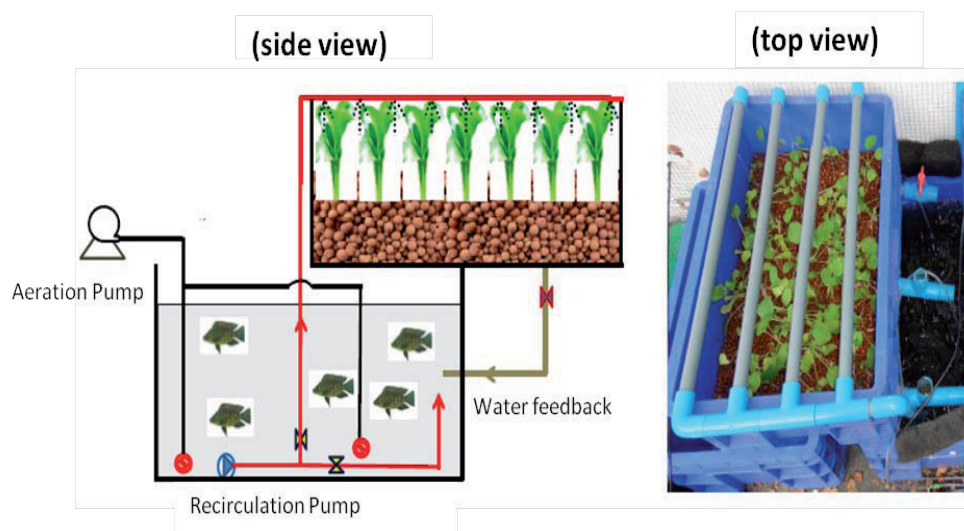 (side view)
(top view)
Aeration Pump
Water feedback
Recirculation Pump